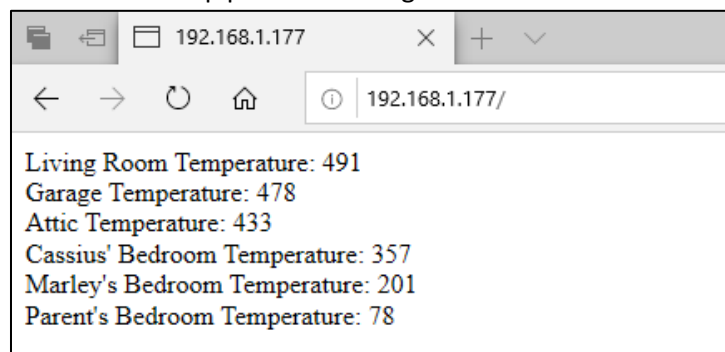 192.168.1.177
192.168.1.177/
Living Room Temperature: 491
Garage Temperature: 478
Attic Temperature: 433
Cassius' Bedroom Temperature: 357
Marley's Bedroom Temperature: 201
Parent's Bedroom Temperature: 78